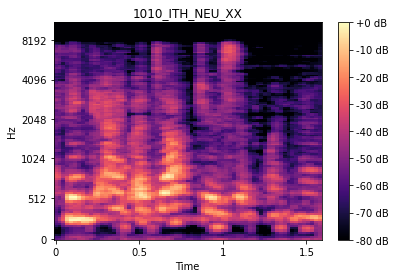 1010_ITH_NEU_XX
Hz
8192
4096
2048
1024
512
0
0
0.5
1
1.5
Time
+0 dB
-10 dB
-20 dB
-30 dB
-40 dB
-50 dB
-60 dB
-70 dB
-80 dB